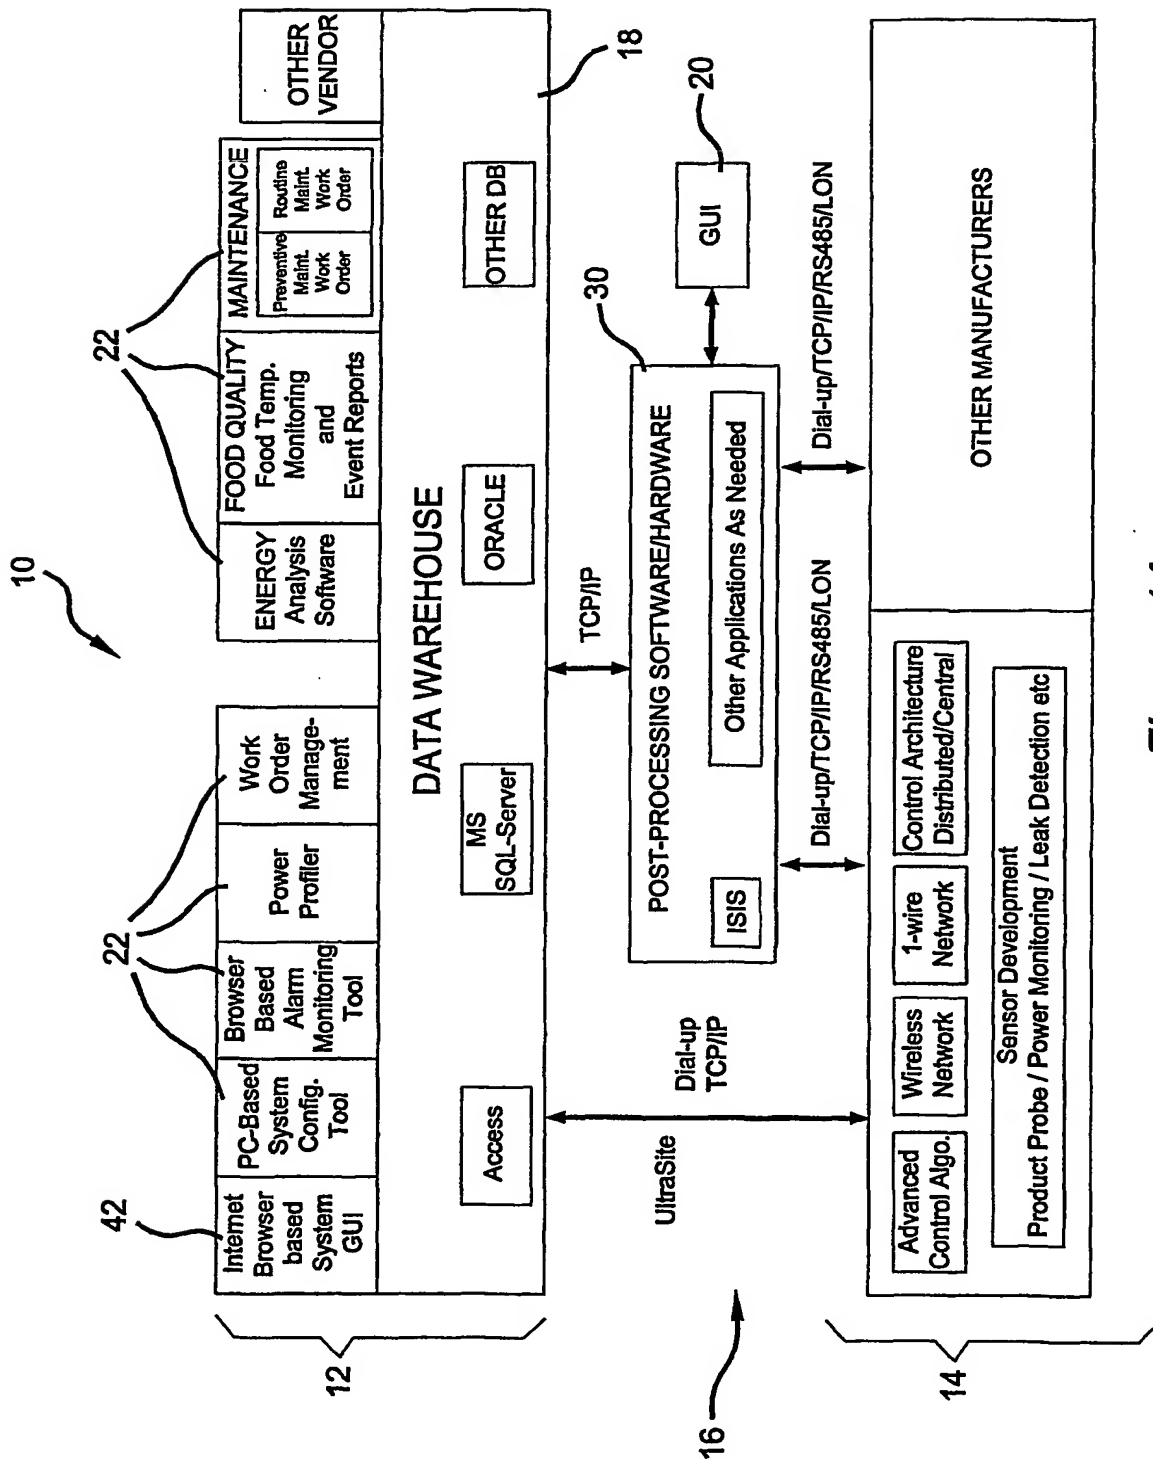 10
22
22
42
Internet
Browser
based
System
GUI
PC-Based
System
Config.
Tool
Browser
Based
Alarm
Monitoring
Tool
Power
Profiler
Work
Order
Manage-
ment
ENERGY
Analysis
Software
FOOD QUALITY
Food Temp.
Monitoring
and
Event Reports
MAINTENANCE
Preventive
Maint.
Work
Order
Routine
Maint.
Work
Order
OTHER
VENDOR
12
DATA WAREHOUSE
Access
MS
SQL-Server
ORACLE
OTHER DB
18
UltraSite
Dial-up
TCP/IP
TCP/IP
30
20
POST-PROCESSING SOFTWARE/HARDWARE
ISIS
Other Applications As Needed
GUI
16
Dial-up/TCP/IP/RS485/LON
Dial-up/TCP/IP/RS485/LON
14
Advanced
Control Algo.
Wireless
Network
1-wire
Network
Control Architecture
Distributed/Central
Sensor Development
Product Probe / Power Monitoring / Leak Detection etc
OTHER MANUFACTURERS